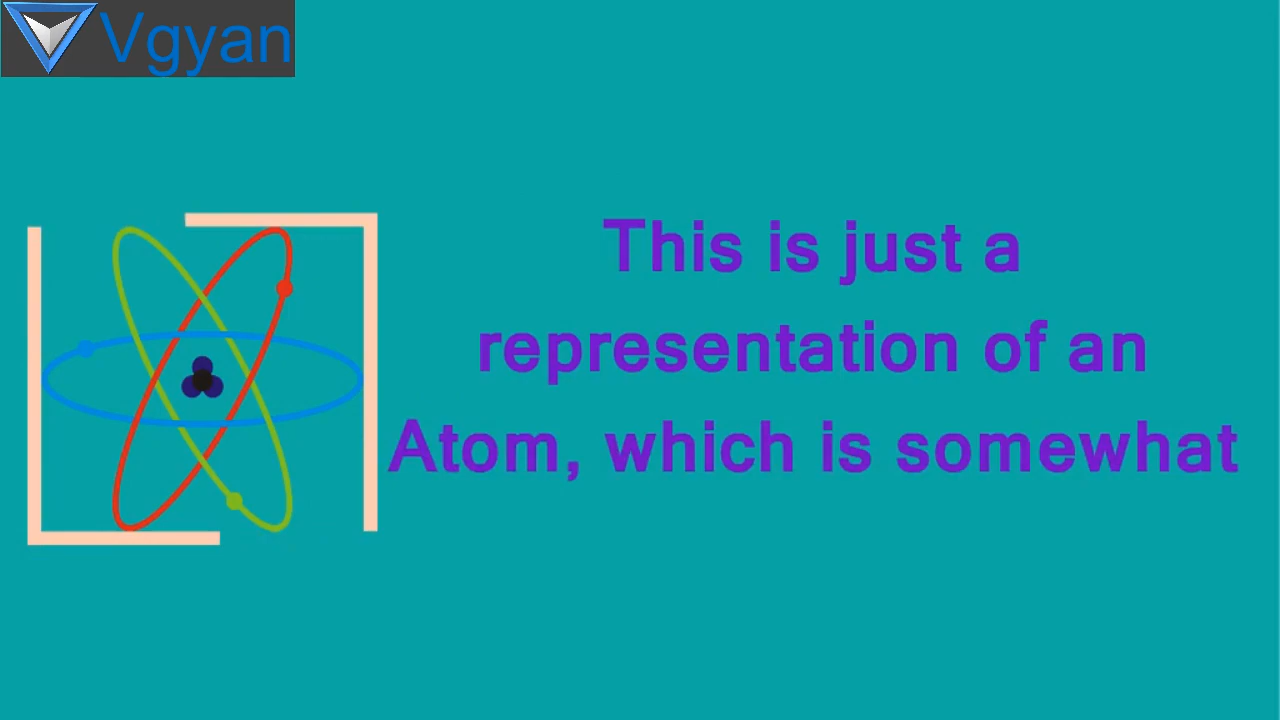 Vgyan
This is just a
representation of an
Atom, which is somewhat